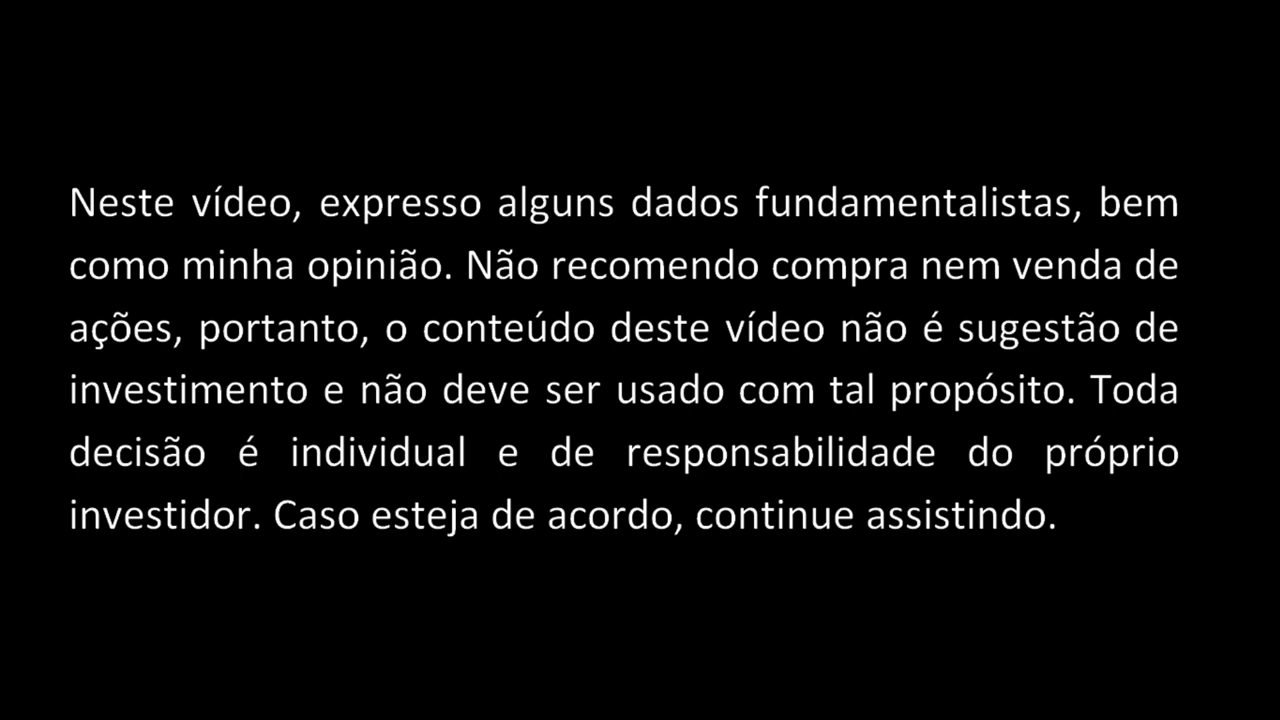 Neste vídeo, expresso alguns dados fundamentalistas, bem
como minha opinião. Não recomendo compra nem venda de
ações, portanto, o conteúdo deste vídeo não é sugestão de
investimento e não deve ser usado com tal propósito. Toda
decisão é individual e de responsabilidade do próprio
investidor. Caso esteja de acordo, continue assistindo.